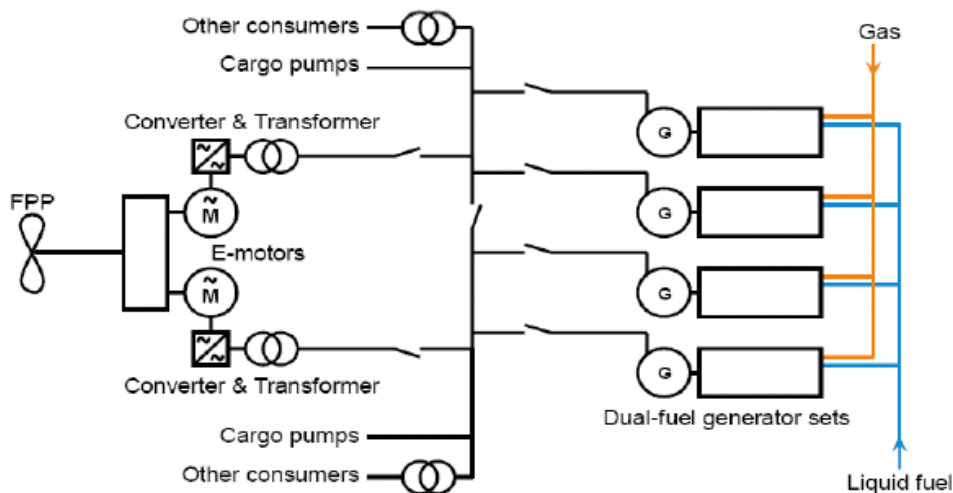 Other consumers
Gas
Cargo pumps
Converter & Transformer
G
FPP
M
G
E-motors
M
G
Converter & Transformer
G
Dual-fuel generator sets
Cargo pumps
Other consumers
Liquid fuel